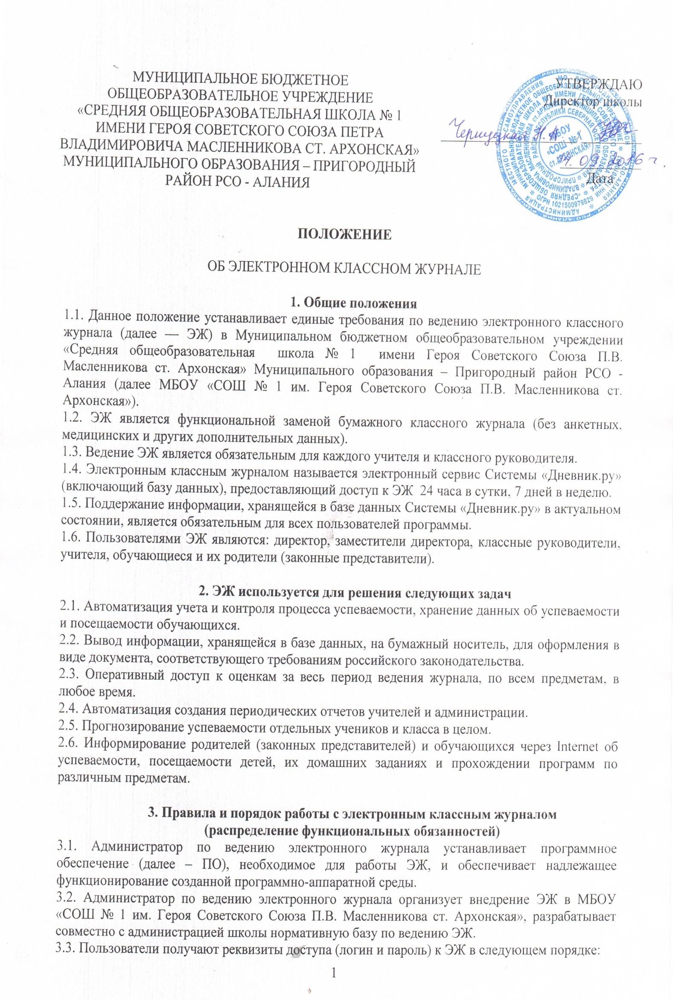 МУНИЦИПАЛЬНОЕ БЮДЖЕТНОЕ
ОБЩЕОБРАЗОВАТЕЛЬНОЕ УЧРЕЖДЕНИЕ
«СРЕДНЯЯ ОБЩЕОБРАЗОВАТЕЛЬНАЯ ШКОЛА № 1
ИМЕНИ ГЕРОЯ СОВЕТСКОГО СОЮЗА ПЕТРА
ВЛАДИМИРОВИЧА МАСЛЕННИКОВА СТ. АРХОНСКАЯ»
МУНИЦИПАЛЬНОГО ОБРАЗОВАНИЯ – ПРИГОРОДНЫЙ
РАЙОН РСО - АЛАНИЯ
УТВЕРЖДАЮ
Директор школы
Н.А.
09. 2016 г.
Дата
МБОУ
«СОШ №1
ст. АРХОНСКАЯ»
ОГРН 1021500979829
ПОЛОЖЕНИЕ
ОБ ЭЛЕКТРОННОМ КЛАССНОМ ЖУРНАЛЕ
1. Общие положения
1.1. Данное положение устанавливает единые требования по ведению электронного классного
журнала (далее — ЭЖ) в Муниципальном бюджетном общеобразовательном учреждении
«Средняя общеобразовательная школа № 1 имени Героя Советского Союза П.В.
Масленникова ст. Архонская» Муниципального образования – Пригородный район РСО -
Алания (далее МБОУ «СОШ № 1 им. Героя Советского Союза П.В. Масленникова ст.
Архонская»).
1.2. ЭЖ является функциональной заменой бумажного классного журнала (без анкетных,
медицинских и других дополнительных данных).
1.3. Ведение ЭЖ является обязательным для каждого учителя и классного руководителя.
1.4. Электронным классным журналом называется электронный сервис Системы «Дневник.ру»
(включающий базу данных), предоставляющий доступ к ЭЖ 24 часа в сутки, 7 дней в неделю.
1.5. Поддержание информации, хранящейся в базе данных Системы «Дневник.ру» в актуальном
состоянии, является обязательным для всех пользователей программы.
1.6. Пользователями ЭЖ являются: директор, заместители директора, классные руководители,
учителя, обучающиеся и их родители (законные представители).
2. ЭЖ используется для решения следующих задач
2.1. Автоматизация учета и контроля процесса успеваемости, хранение данных об успеваемости
и посещаемости обучающихся.
2.2. Вывод информации, хранящейся в базе данных, на бумажный носитель, для оформления в
виде документа, соответствующего требованиям российского законодательства.
2.3. Оперативный доступ к оценкам за весь период ведения журнала, по всем предметам, в
любое время.
2.4. Автоматизация создания периодических отчетов учителей и администрации.
2.5. Прогнозирование успеваемости отдельных учеников и класса в целом.
2.6. Информирование родителей (законных представителей) и обучающихся через Internet об
успеваемости, посещаемости детей, их домашних заданиях и прохождении программ по
различным предметам.
3. Правила и порядок работы с электронным классным журналом
(распределение функциональных обязанностей)
3.1. Администратор по ведению электронного журнала устанавливает программное
обеспечение (далее – ПО), необходимое для работы ЭЖ, и обеспечивает надлежащее
функционирование созданной программно-аппаратной среды.
3.2. Администратор по ведению электронного журнала организует внедрение ЭЖ в МБОУ
«СОШ № 1 им. Героя Советского Союза П.В. Масленникова ст. Архонская», разрабатывает
совместно с администрацией школы нормативную базу по ведению ЭЖ.
3.3. Пользователи получают реквизиты доступа (логин и пароль) к ЭЖ в следующем порядке:
1